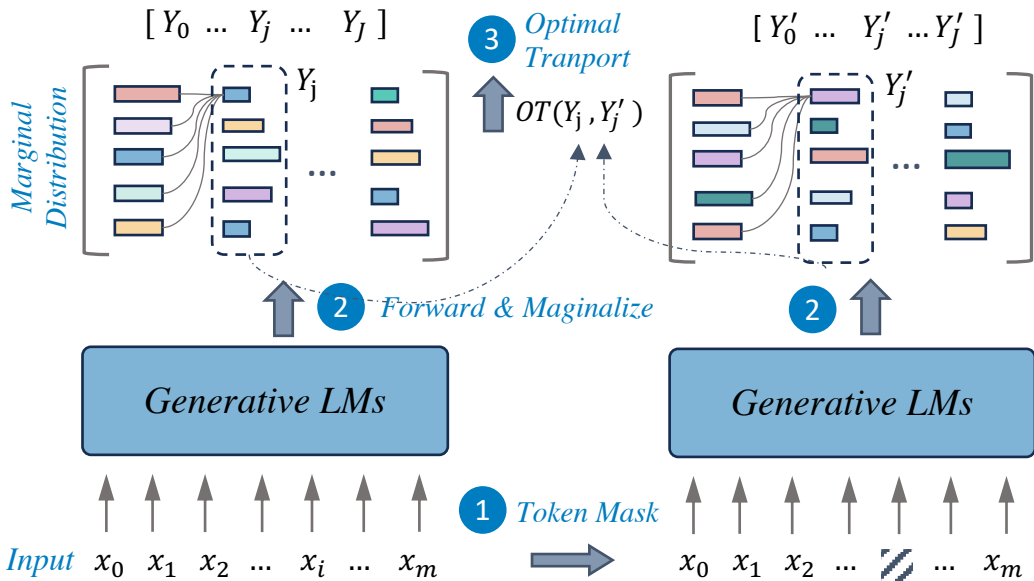 [ Y₀ ... Yⱼ ... Y_J ]
3 Optimal
Tranport
[ Y′₀ ... Y′ⱼ ...Y′ⱼ ]
Marginal
Distribution
Yⱼ
...
OT(Yⱼ , Y′ⱼ )
Y′ⱼ
...
2 Forward & Maginalize
2
Generative LMs
Generative LMs
1 Token Mask
Input x₀ x₁ x₂ ... xᵢ ... xₘ
x₀ x₁ x₂ ... ... xₘ